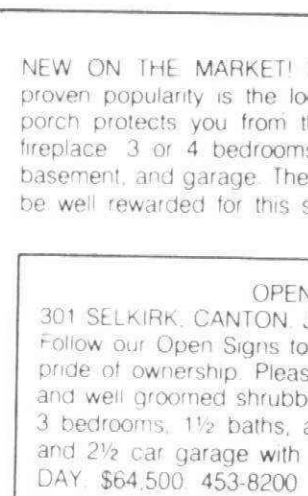 NEW ON THE MARKET!
proven popularity is the
porch protects you from
fireplace 3 or 4 bedrooms
basement, and garage. The
be well rewarded for this
OPEN
301 SELKIRK, CANTON.
Follow our Open Signs to
pride of ownership. Pleas
and well groomed shrubb
3 bedrooms, 1½ baths, a
and 2½ car garage with
DAY. $64,500. 453-8200